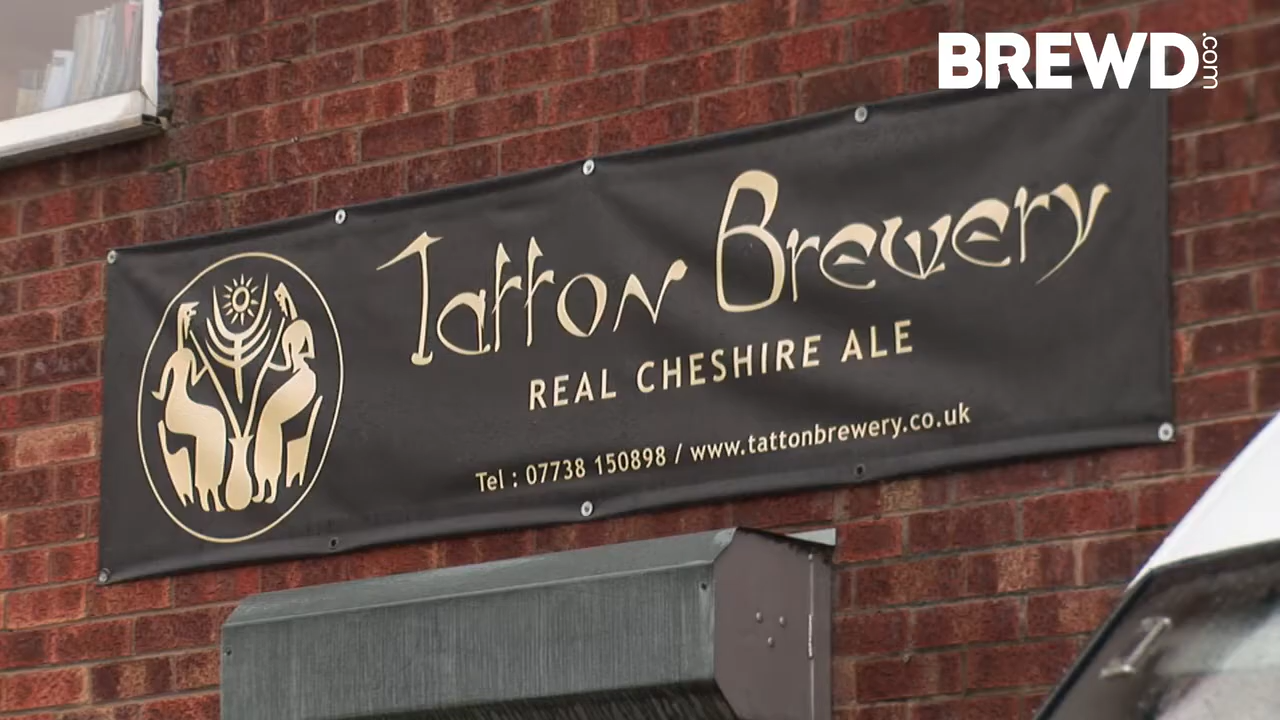 BREWD.com
Tatton Brewery
REAL CHESHIRE ALE
Tel : 07738 150898 / www.tattonbrewery.co.uk